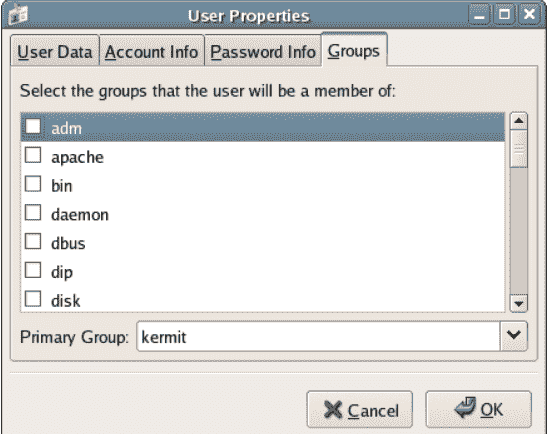 User Properties
User Data Account Info Password Info Groups
Select the groups that the user will be a member of:
adm
apache
bin
daemon
dbus
dip
disk
Primary Group: kermit
Cancel OK